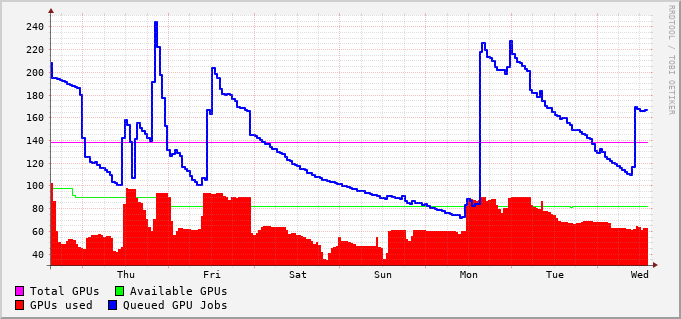 RRDTOOL / TOBI OETIKER
240
220
200
180
160
140
120
100
80
60
40
Thu Fri Sat Sun Mon Tue Wed
Total GPUs Available GPUs
GPUs used Queued GPU Jobs